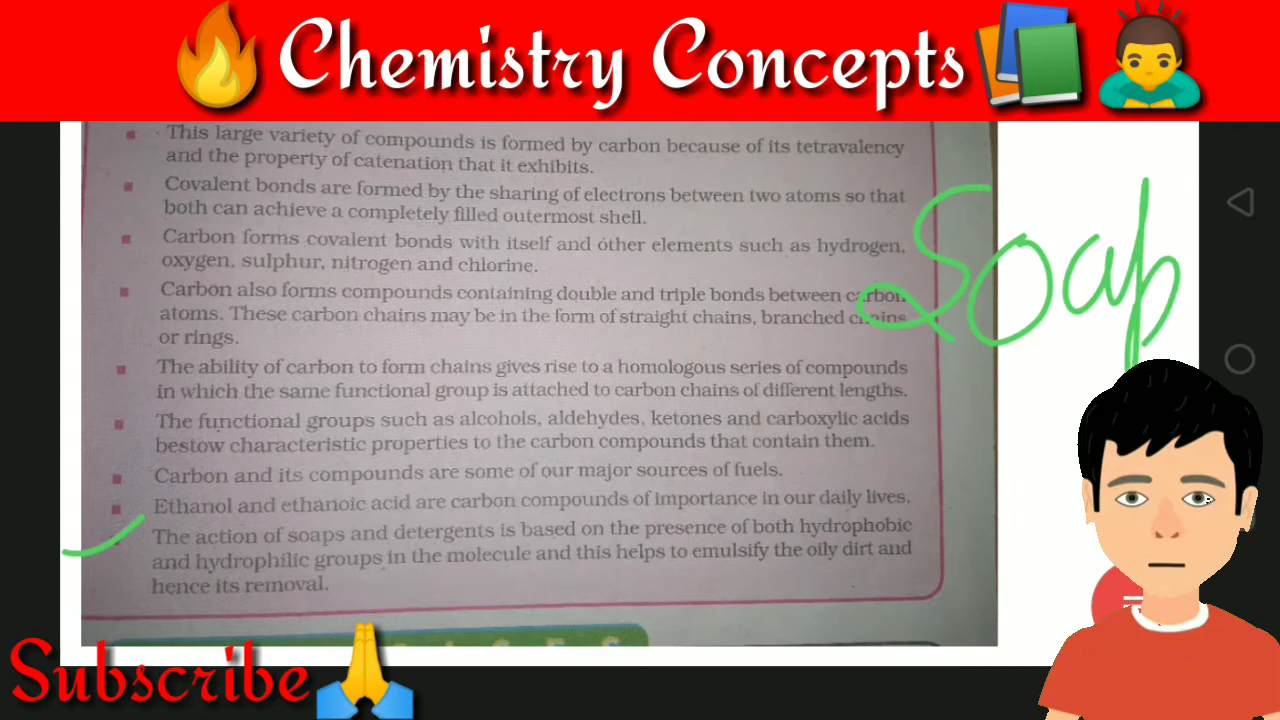 Chemistry Concepts
This large variety of compounds is formed by carbon because of its tetravalency
and the property of catenation that it exhibits.
Covalent bonds are formed by the sharing of electrons between two atoms so that
both can achieve a completely filled outermost shell.
Carbon forms covalent bonds with itself and other elements such as hydrogen,
oxygen, sulphur, nitrogen and chlorine.
Carbon also forms compounds containing double and triple bonds between carbon
atoms. These carbon chains may be in the form of straight chains, branched chains
or rings.
The ability of carbon to form chains gives rise to a homologous series of compounds
in which the same functional group is attached to carbon chains of different lengths.
The functional groups such as alcohols, aldehydes, ketones and carboxylic acids
bestow characteristic properties to the carbon compounds that contain them.
Carbon and its compounds are some of our major sources of fuels.
Ethanol and ethanoic acid are carbon compounds of importance in our daily lives.
The action of soaps and detergents is based on the presence of both hydrophobic
and hydrophilic groups in the molecule and this helps to emulsify the oily dirt and
hence its removal.
Soap
Subscribe